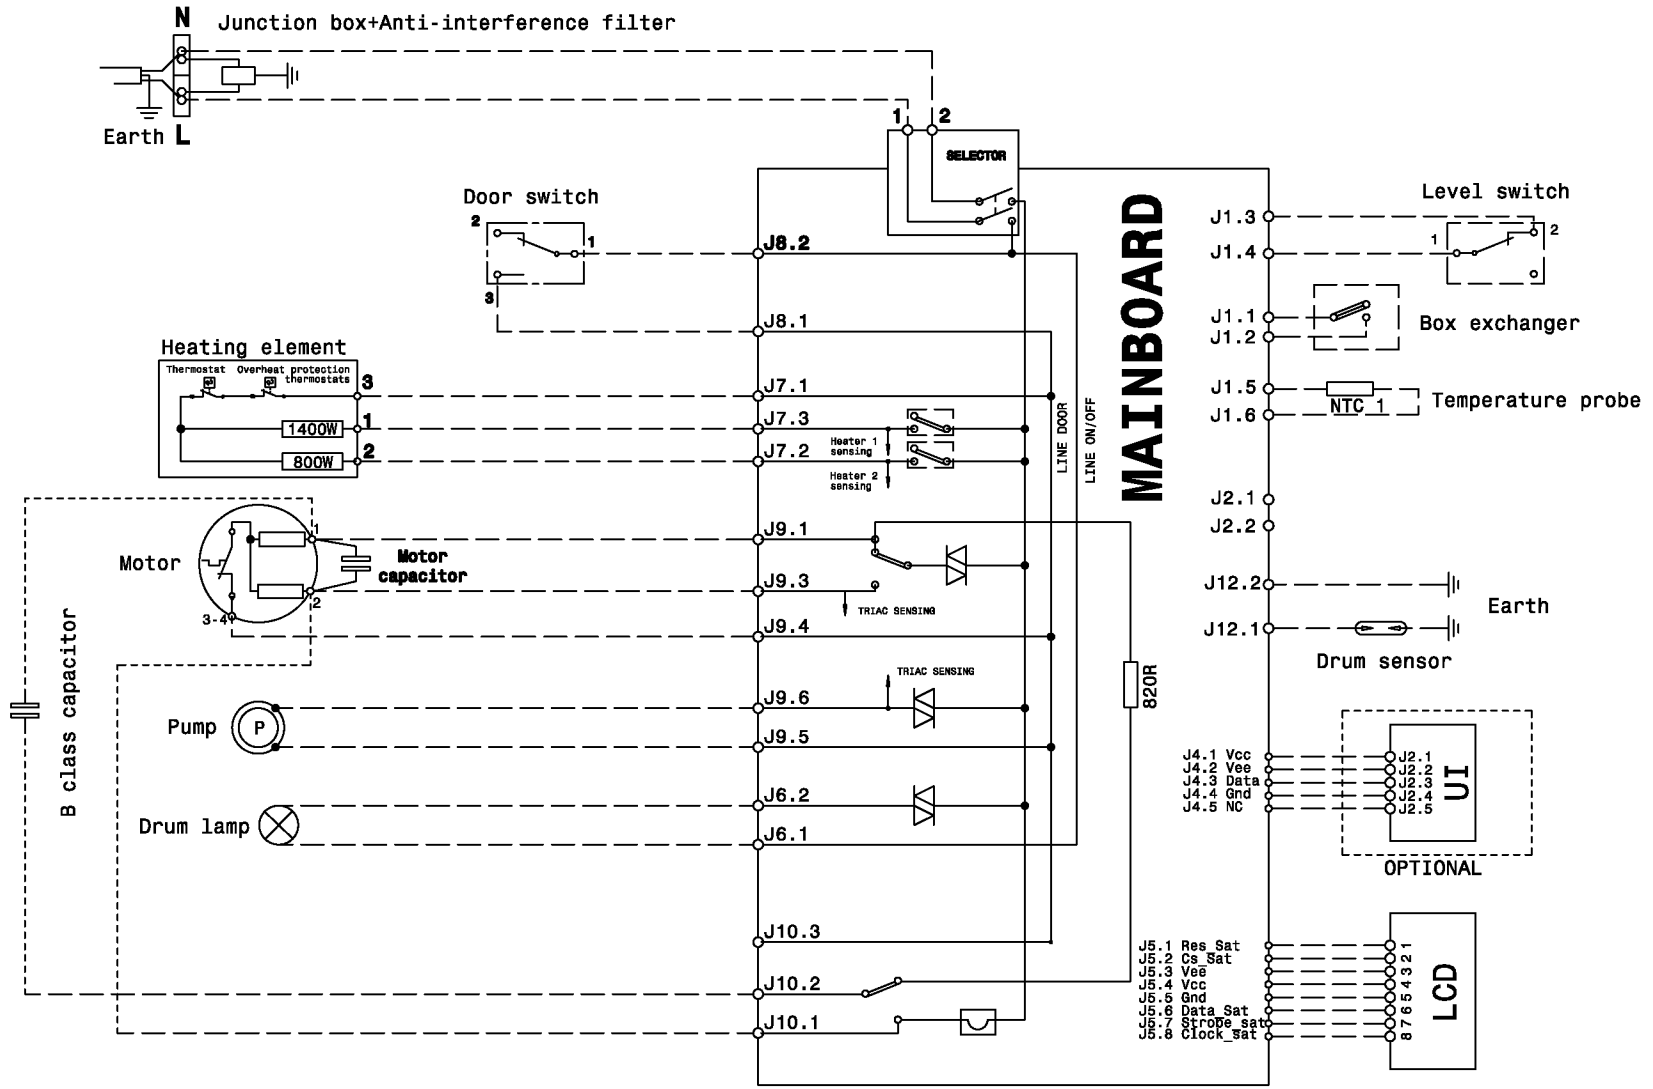 N
Junction box+Anti-interference filter
Earth L
1 2
SELECTOR
MAINBOARD
Door switch
2
1
3
J8.2
J8.1
Heating element
Thermostat
Overheat protection
thermostats
3
1400W
1
800W
2
J7.1
J7.3
J7.2
Heater 1
sensing
Heater 2
sensing
LINE DOOR
LINE ON/OFF
Motor
1
2
3-4
Motor
capacitor
B class capacitor
J9.1
J9.3
TRIAC SENSING
J9.4
820R
TRIAC SENSING
Pump
P
J9.6
J9.5
Drum lamp
J6.2
J6.1
J10.3
J10.2
J10.1
Level switch
J1.3
J1.4
1
2
J1.1
J1.2
Box exchanger
J1.5
J1.6
NTC 1
Temperature probe
J2.1
J2.2
J12.2
Earth
J12.1
Drum sensor
J4.1 Vcc
J4.2 Vee
J4.3 Data
J4.4 Gnd
J4.5 NC
J2.1
J2.2
J2.3
J2.4
J2.5
UI
OPTIONAL
J5.1 Res_Sat
J5.2 Cs_Sat
J5.3 Vee
J5.4 Vcc
J5.5 Gnd
J5.6 Data_Sat
J5.7 Strobe_sat
J5.8 Clock_sat
1
2
3
4
5
6
7
8
LCD